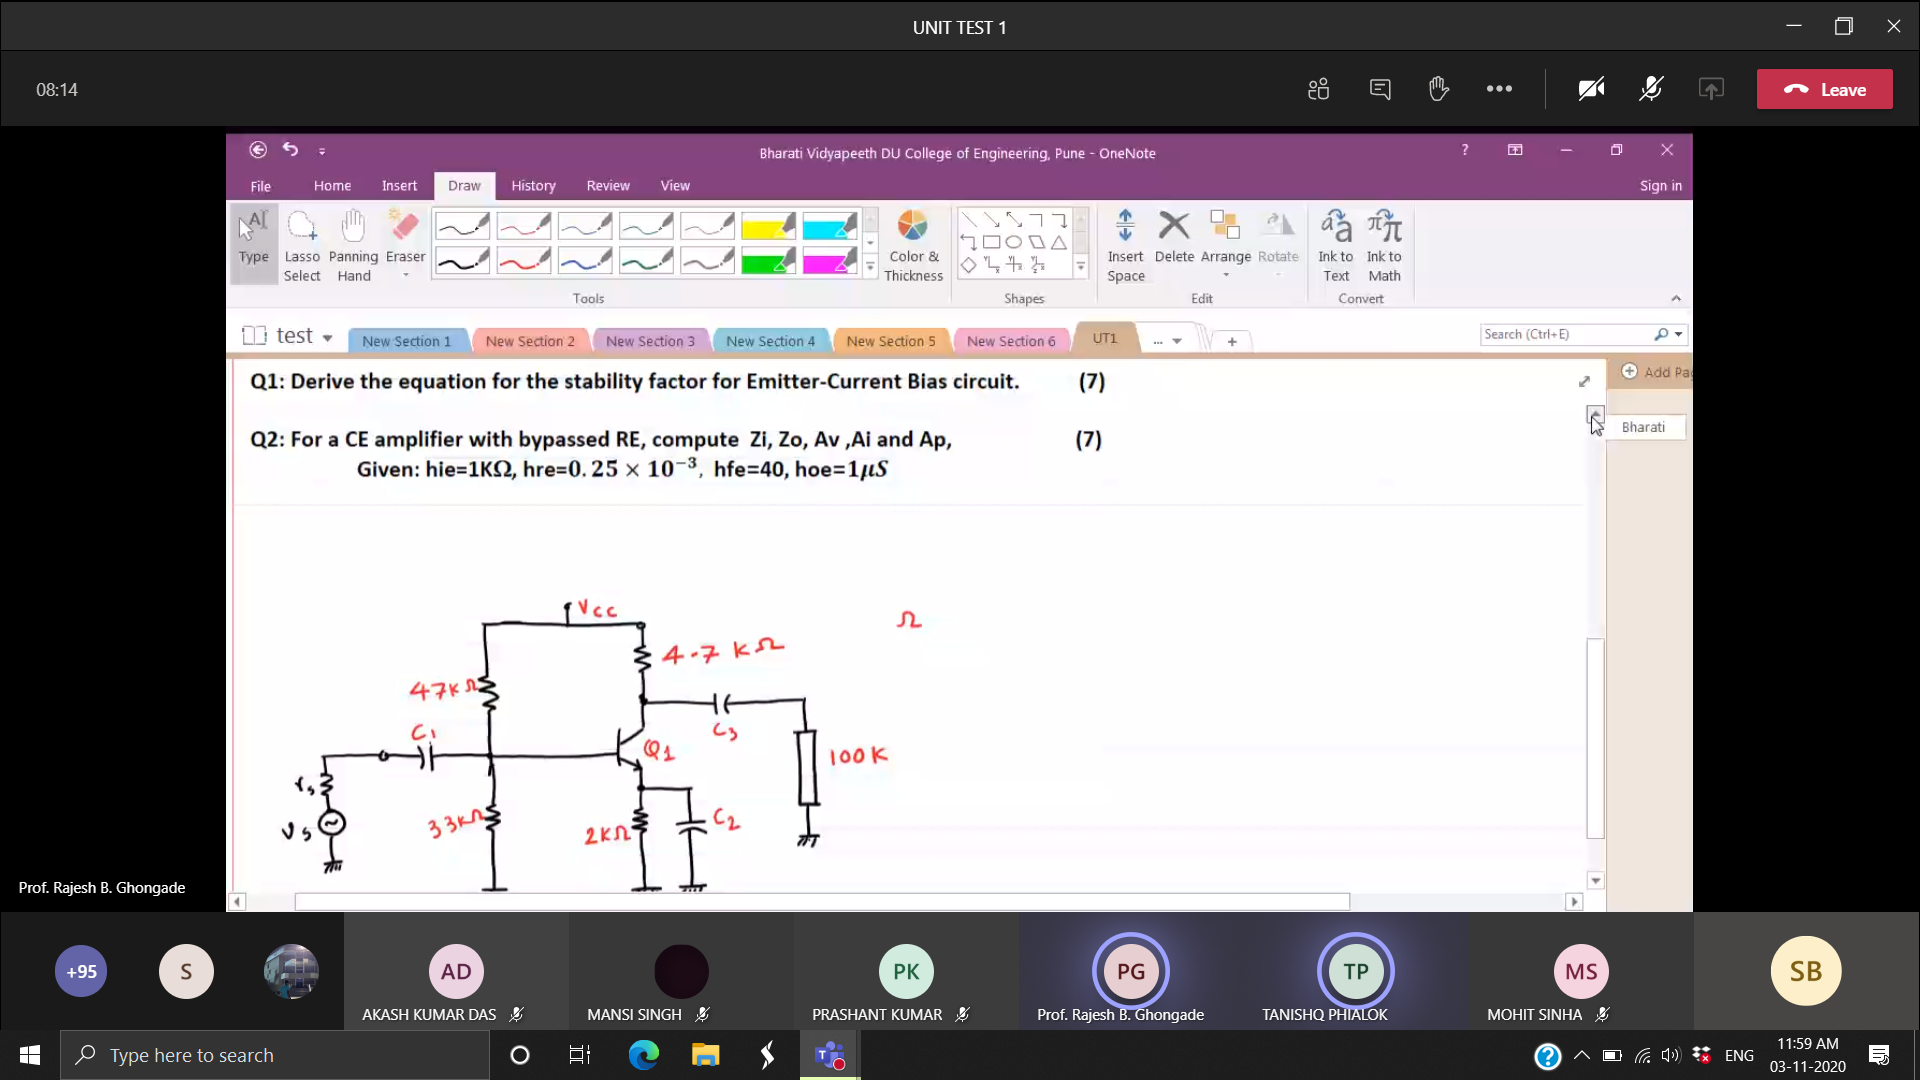 UNIT TEST 1
08:14
Leave
Bharati Vidyapeeth DU College of Engineering, Pune - OneNote
?
File Home Insert Draw History Review View
Sign in
Type
Lasso Select
Panning Hand
Eraser
Color & Thickness
Insert Space
Delete
Arrange
Rotate
Ink to Text
Ink to Math
Tools
Shapes
Edit
Convert
test
New Section 1
New Section 2
New Section 3
New Section 4
New Section 5
New Section 6
UT1
...
+
Search (Ctrl+E)
Q1: Derive the equation for the stability factor for Emitter-Current Bias circuit. (7)
Add Pag
Bharati
Q2: For a CE amplifier with bypassed RE, compute Zi, Zo, Av ,Ai and Ap, (7)
Given: hie=1KΩ, hre=0.25 × 10⁻³, hfe=40, hoe=1μS
Vcc
Ω
4.7 KΩ
47KΩ
C1
C3
Q1
100K
rs
33KΩ
2KΩ
C2
Vs
Prof. Rajesh B. Ghongade
+95
S
AD
PK
PG
TP
MS
SB
AKASH KUMAR DAS
MANSI SINGH
PRASHANT KUMAR
Prof. Rajesh B. Ghongade
TANISHQ PHIALOK
MOHIT SINHA
Type here to search
ENG
11:59 AM
03-11-2020